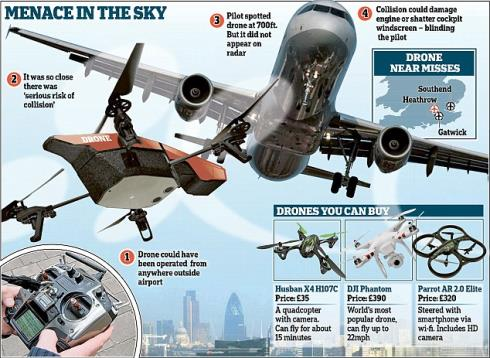 MENACE IN THE SKY
3 Pilot spotted
drone at 700ft.
But it did not
appear on
radar
4 Collision could damage
engine or shatter cockpit
windscreen – blinding
the pilot
DRONE
NEAR MISSES
Southend
Heathrow
Gatwick
2 It was so close
there was
'serious risk of
collision'
DRONE
1 Drone could have
been operated from
anywhere outside
airport
DRONES YOU CAN BUY
Husban X4 H107C
Price: £35
A quadcopter
with camera.
Can fly for about
15 minutes
DJI Phantom
Price: £390
World's most
popular drone,
can fly up to
22mph
Parrot AR 2.0 Elite
Price: £320
Steered with
smartphone via
wi-fi. Includes HD
camera